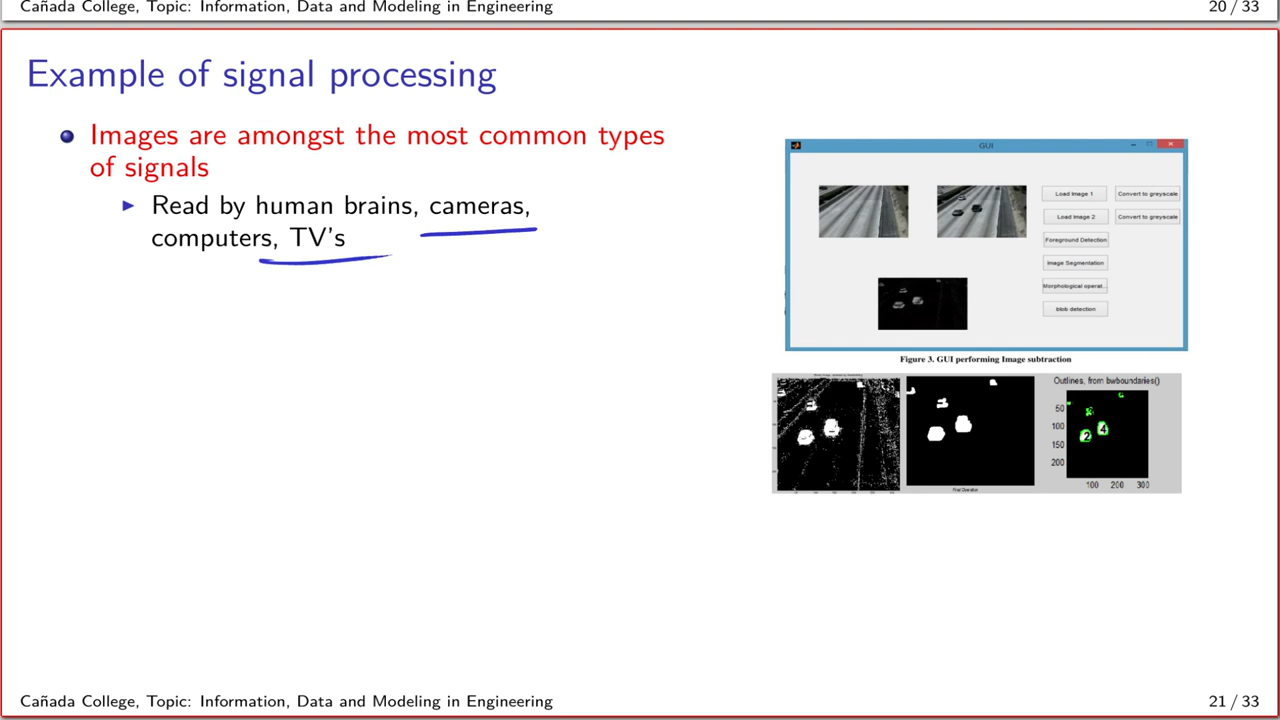 Cañada College, Topic: Information, Data and Modeling in Engineering 20 / 33
Example of signal processing
Images are amongst the most common types
of signals
Read by human brains, cameras,
computers, TV's
GUI
Load Image 1 Convert to greyscale
Load Image 2 Convert to greyscale
Foreground Detection
Image Segmentation
Morphological operat...
blob detection
Figure 3. GUI performing Image subtraction
Outlines, from bwboundaries()
50
100
150
200
2 4
100 200 300
Cañada College, Topic: Information, Data and Modeling in Engineering 21 / 33